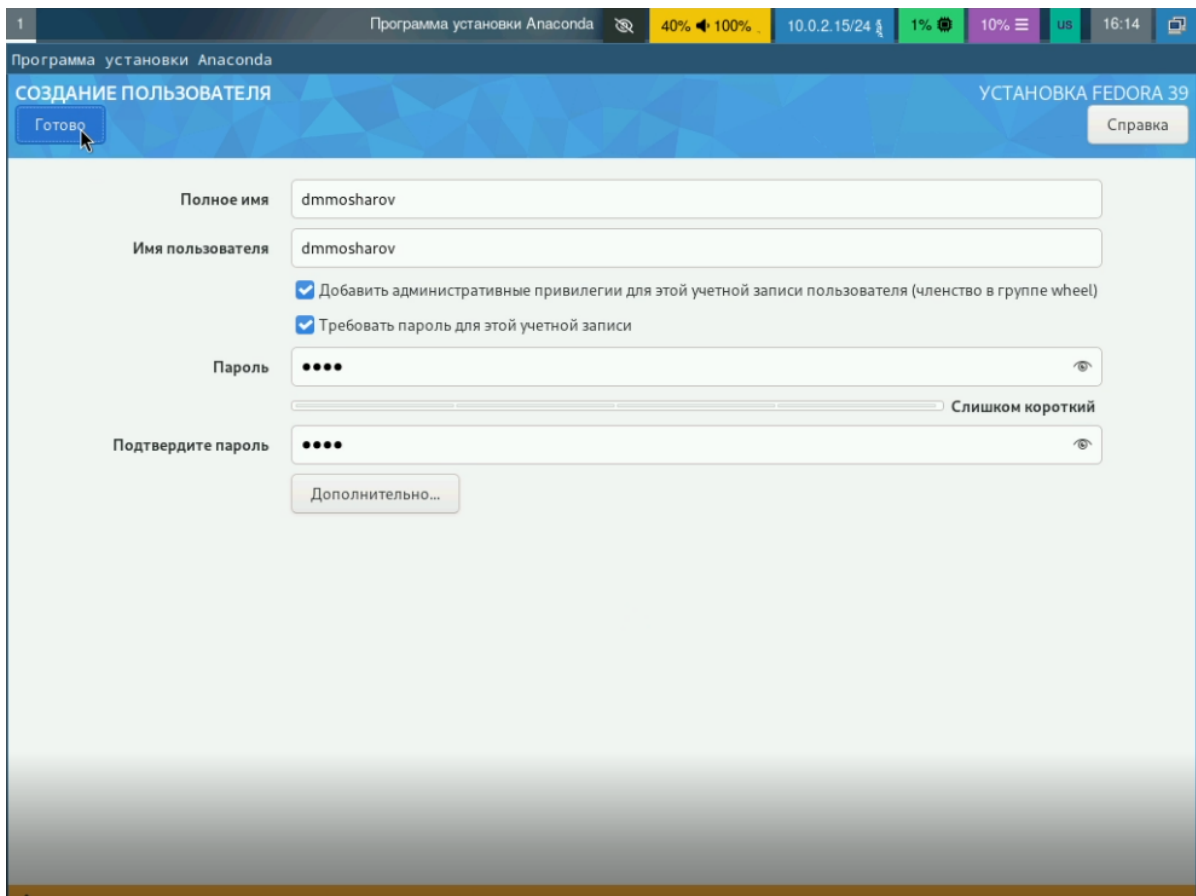 1
Программа установки Anaconda
40% 100%
10.0.2.15/24
1%
10%
us
16:14
Программа установки Anaconda
СОЗДАНИЕ ПОЛЬЗОВАТЕЛЯ
УСТАНОВКА FEDORA 39
Готово
Справка
Полное имя
dmmosharov
Имя пользователя
dmmosharov
Добавить административные привилегии для этой учетной записи пользователя (членство в группе wheel)
Требовать пароль для этой учетной записи
Пароль
••••
Слишком короткий
Подтвердите пароль
••••
Дополнительно...